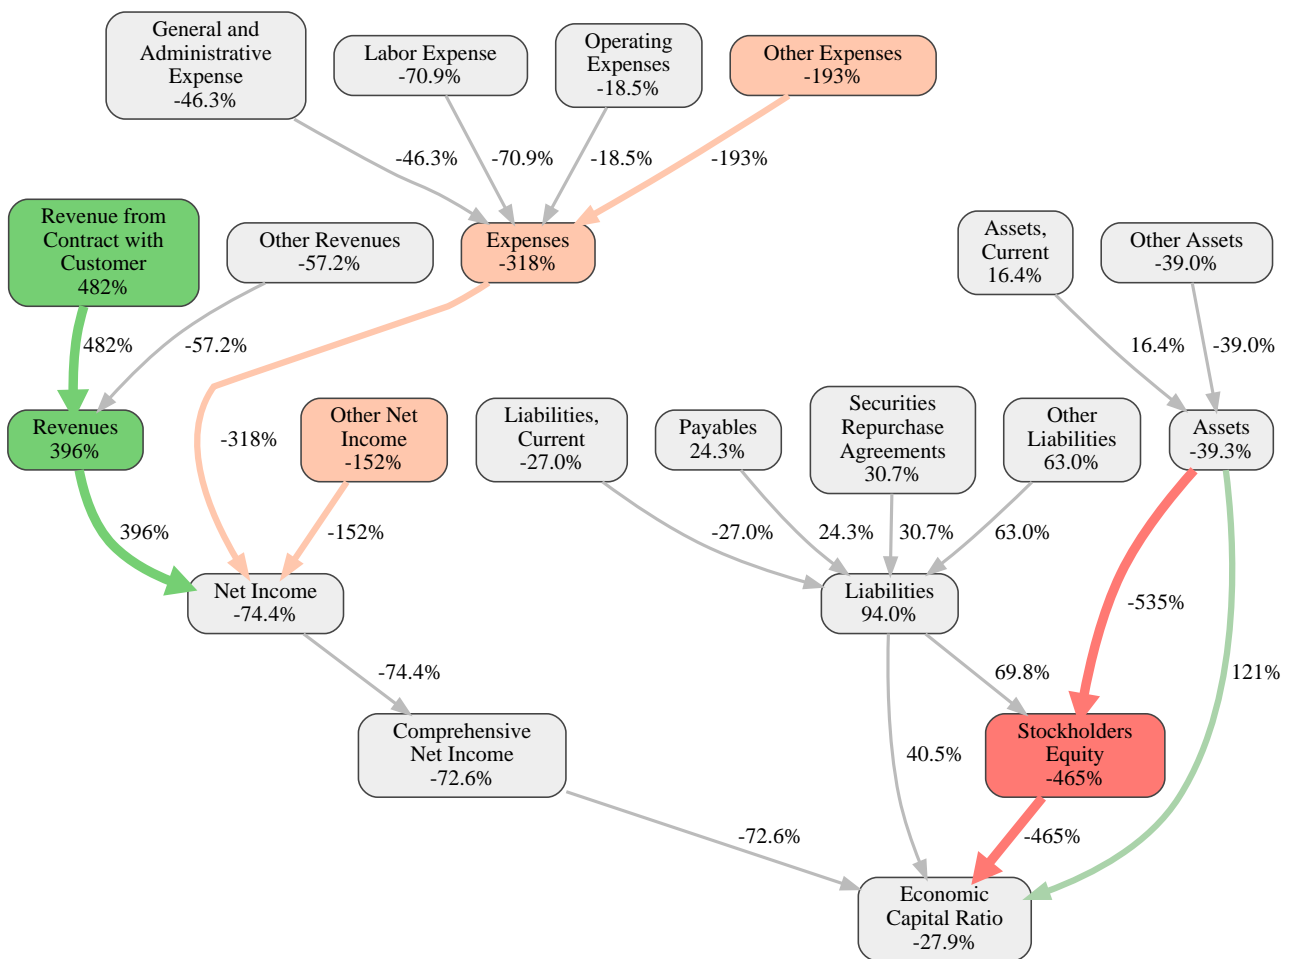 General and
Administrative
Expense
-46.3%
Labor Expense
-70.9%
Operating
Expenses
-18.5%
Other Expenses
-193%
-46.3%
-70.9%
-18.5%
-193%
Revenue from
Contract with
Customer
482%
Other Revenues
-57.2%
Expenses
-318%
Assets,
Current
16.4%
Other Assets
-39.0%
482%
-57.2%
16.4%
-39.0%
Revenues
396%
-318%
Other Net
Income
-152%
Liabilities,
Current
-27.0%
Payables
24.3%
Securities
Repurchase
Agreements
30.7%
Other
Liabilities
63.0%
Assets
-39.3%
396%
-152%
-27.0%
24.3%
30.7%
63.0%
Net Income
-74.4%
Liabilities
94.0%
-535%
-74.4%
69.8%
121%
Comprehensive
Net Income
-72.6%
40.5%
Stockholders
Equity
-465%
-72.6%
-465%
Economic
Capital Ratio
-27.9%